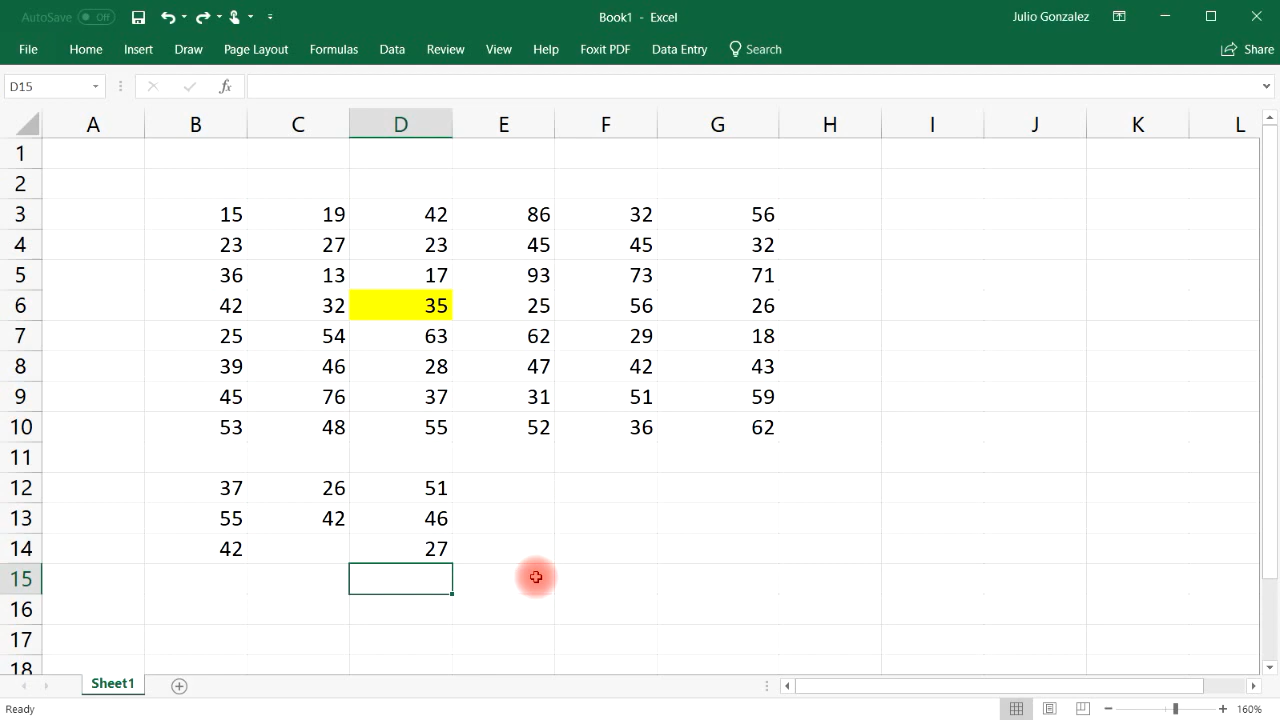 AutoSave Off Book1 - Excel Julio Gonzalez
File Home Insert Draw Page Layout Formulas Data Review View Help Foxit PDF Data Entry Search Share
D15 fx
A B C D E F G H I J K L
1
2
3 15 19 42 86 32 56
4 23 27 23 45 45 32
5 36 13 17 93 73 71
6 42 32 35 25 56 26
7 25 54 63 62 29 18
8 39 46 28 47 42 43
9 45 76 37 31 51 59
10 53 48 55 52 36 62
11
12 37 26 51
13 55 42 46
14 42 27
15
16
17
18
Sheet1
Ready 160%